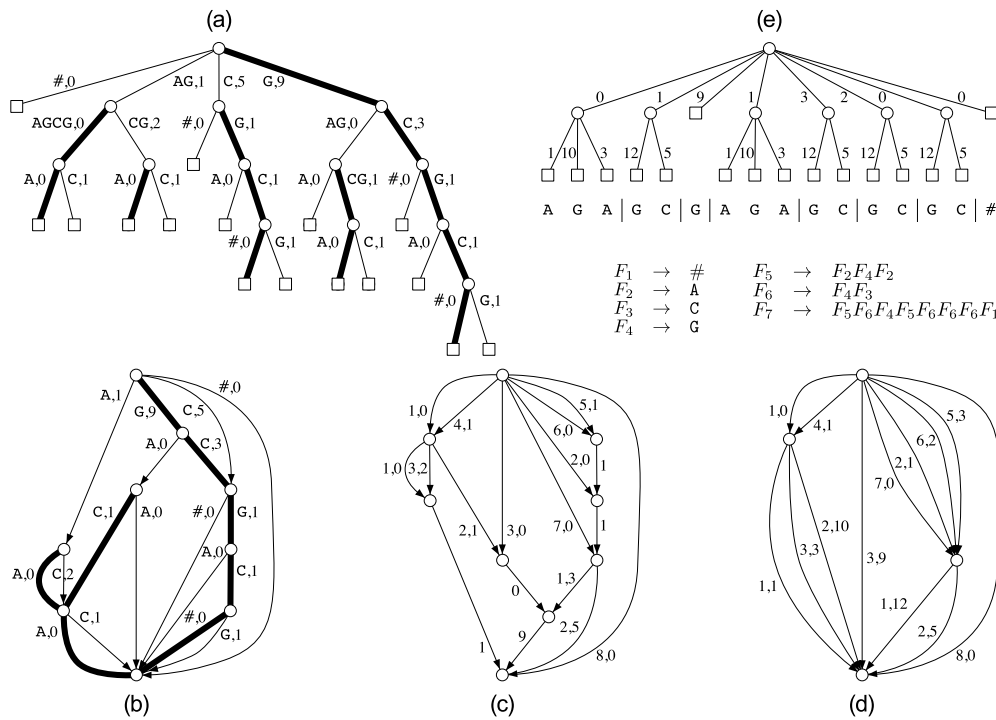 (a)
(e)
#,0
AG,1
C,5
G,9
AGCG,0
CG,2
#,0
G,1
AG,0
C,3
A,0
C,1
A,0
C,1
A,0
C,1
A,0
CG,1
#,0
G,1
#,0
G,1
A,0
C,1
A,0
C,1
#,0
G,1
0
1
9
1
3
2
0
0
1
10
3
12
5
1
10
3
12
5
12
5
12
5
A G A | G C | G | A G A | G C | G C | G C | #
F1 → #
F2 → A
F3 → C
F4 → G
F5 → F2F4F2
F6 → F4F3
F7 → F5F6F4F5F6F6F6F1
A,1
G,9
C,5
#,0
A,0
C,3
C,1
A,0
#,0
G,1
A,0
C,1
A,0
C,2
A,0
C,1
#,0
G,1
(b)
1,0
4,1
5,1
6,0
2,0
1
1,0
3,2
2,1
3,0
7,0
1
0
1,3
9
2,5
1
8,0
(c)
1,0
4,1
5,3
6,2
2,1
7,0
2,10
3,3
1,1
3,9
1,12
2,5
8,0
(d)